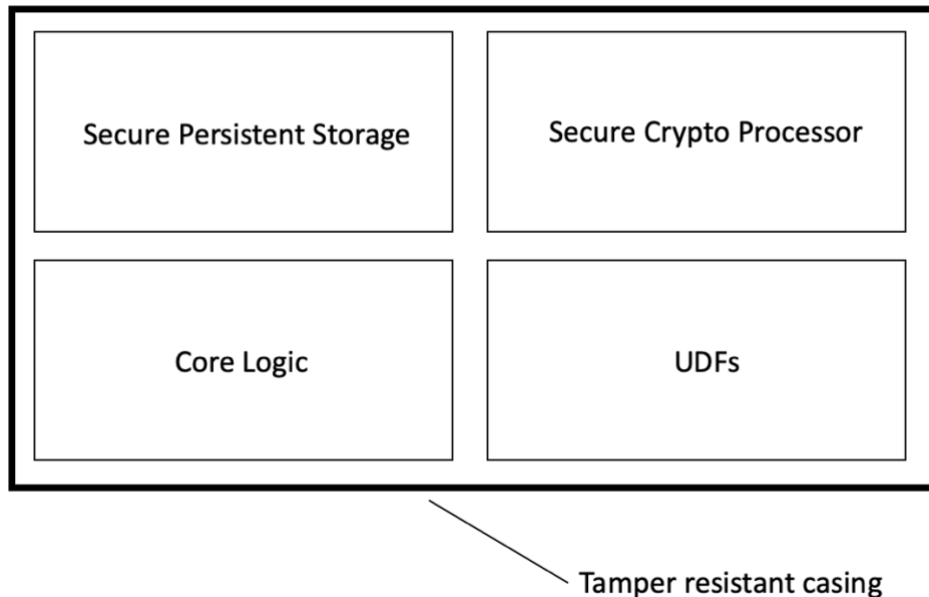 Secure Persistent Storage
Secure Crypto Processor
Core Logic
UDFs
Tamper resistant casing